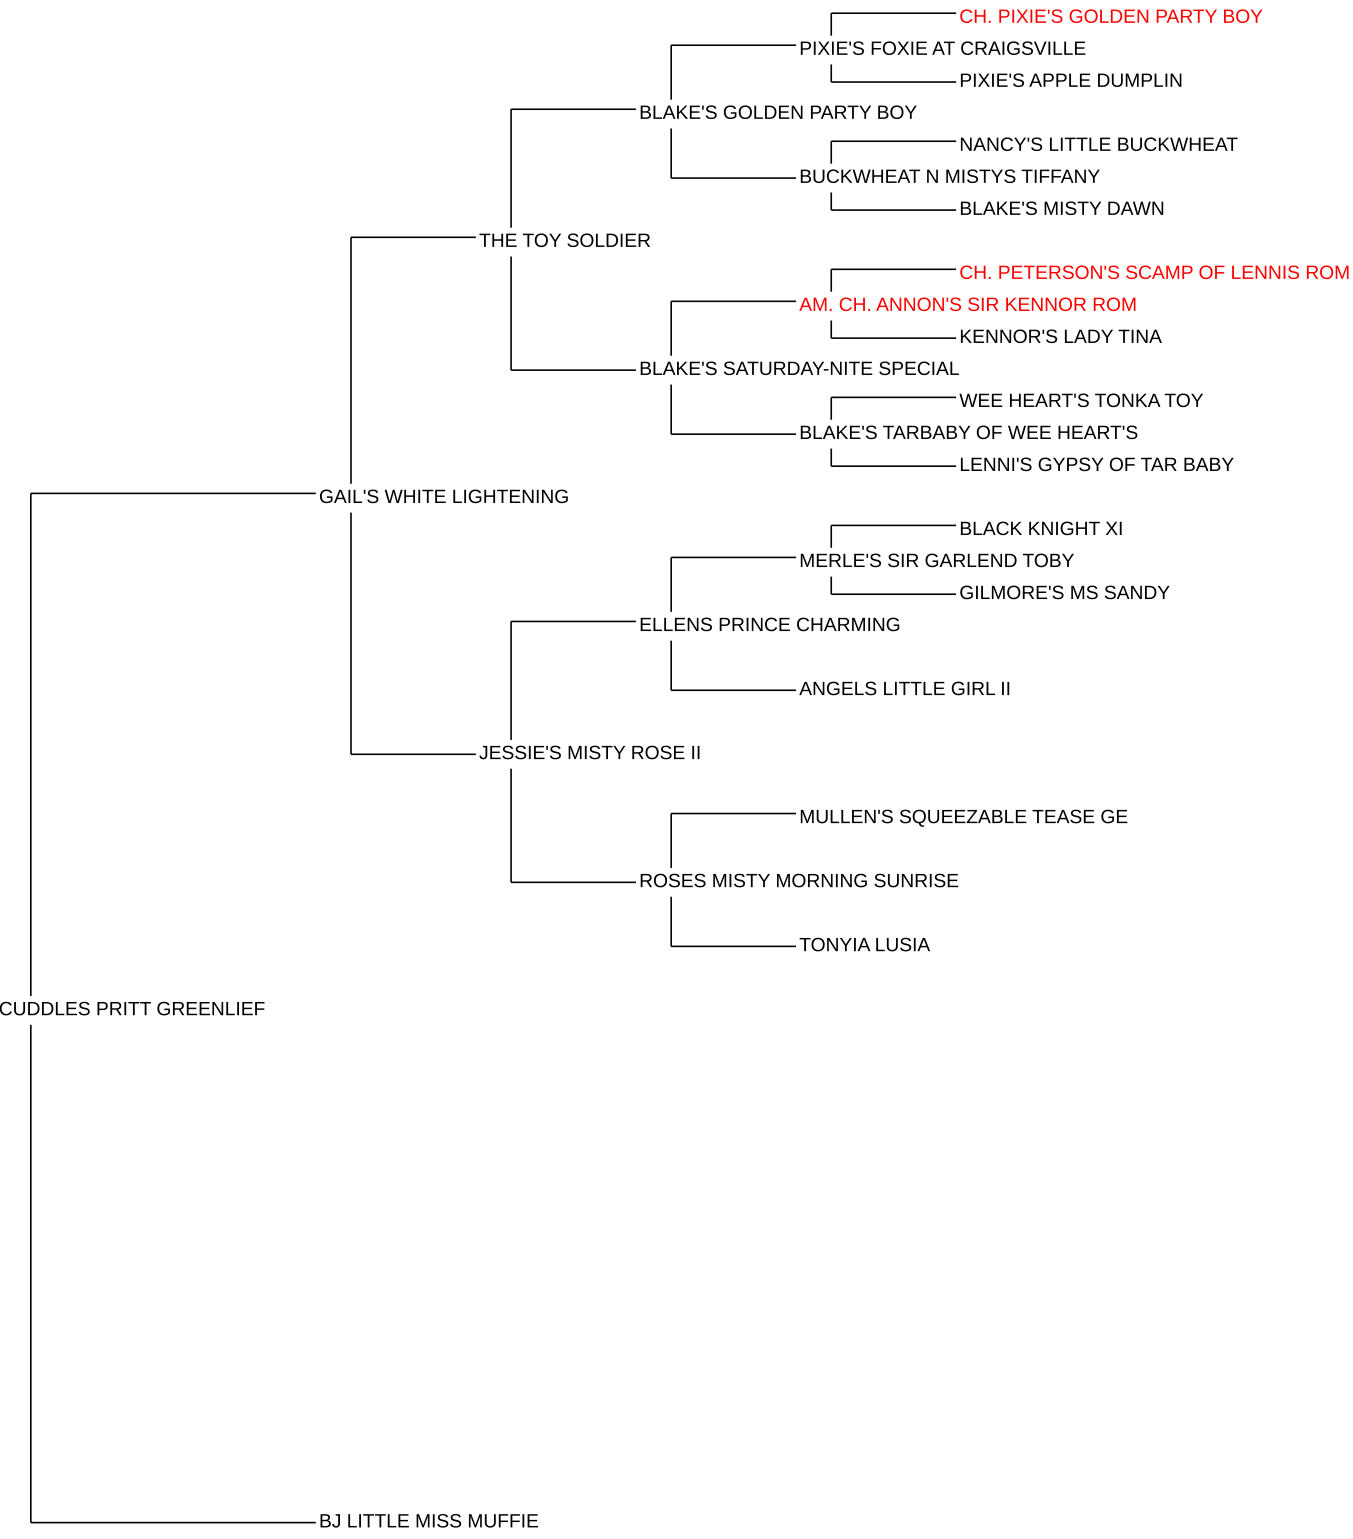 CH. PIXIE'S GOLDEN PARTY BOY
PIXIE'S FOXIE AT CRAIGSVILLE
PIXIE'S APPLE DUMPLIN
BLAKE'S GOLDEN PARTY BOY
NANCY'S LITTLE BUCKWHEAT
BUCKWHEAT N MISTYS TIFFANY
BLAKE'S MISTY DAWN
THE TOY SOLDIER
CH. PETERSON'S SCAMP OF LENNIS ROM
AM. CH. ANNON'S SIR KENNOR ROM
KENNOR'S LADY TINA
BLAKE'S SATURDAY-NITE SPECIAL
WEE HEART'S TONKA TOY
BLAKE'S TARBABY OF WEE HEART'S
LENNI'S GYPSY OF TAR BABY
GAIL'S WHITE LIGHTENING
BLACK KNIGHT XI
MERLE'S SIR GARLEND TOBY
GILMORE'S MS SANDY
ELLENS PRINCE CHARMING
ANGELS LITTLE GIRL II
JESSIE'S MISTY ROSE II
MULLEN'S SQUEEZABLE TEASE GE
ROSES MISTY MORNING SUNRISE
TONYIA LUSIA
CUDDLES PRITT GREENLIEF
BJ LITTLE MISS MUFFIE